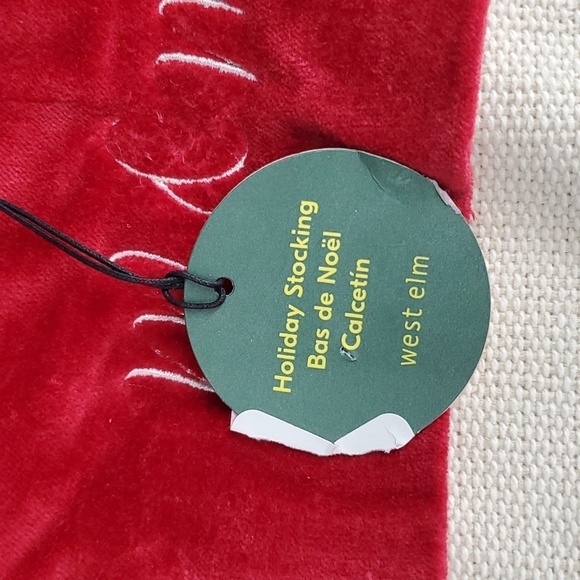 Holiday Stocking
Bas de Noël
Calcetín
west elm